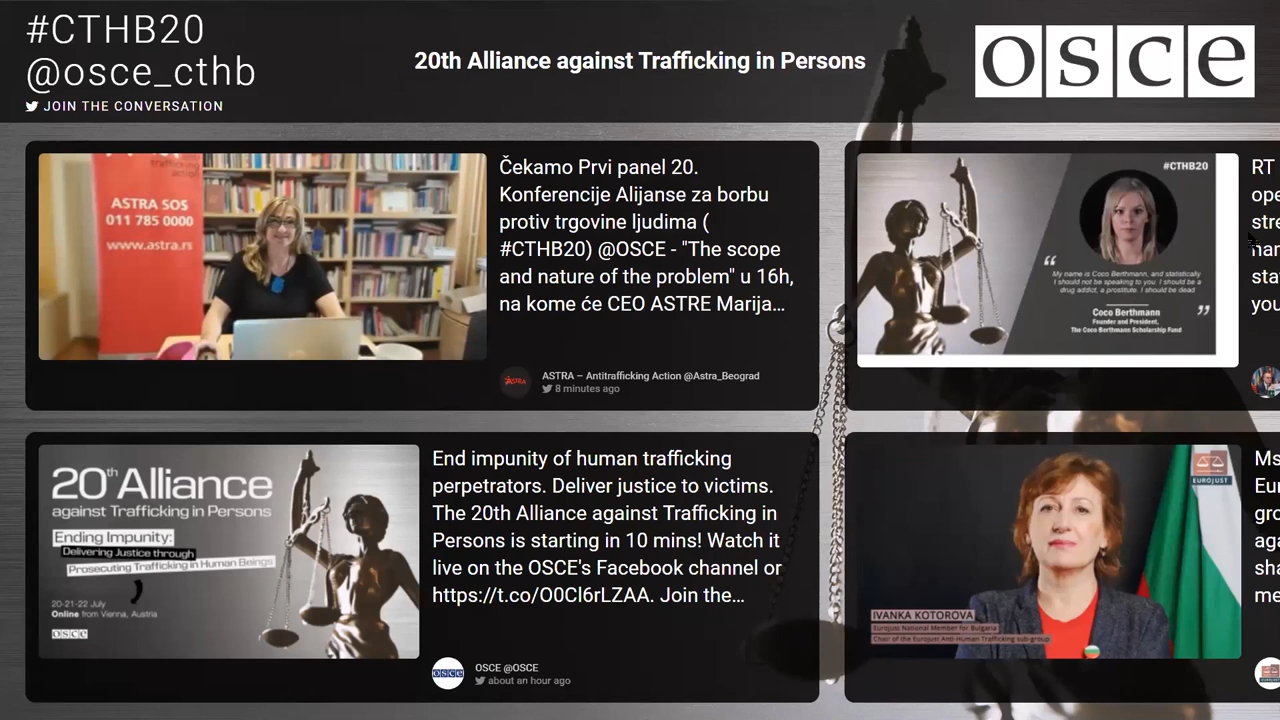 #CTHB20
@osce_cthb
JOIN THE CONVERSATION
20th Alliance against Trafficking in Persons
osce
ASTRA SOS
011 785 0000
www.astra.rs
Čekamo Prvi panel 20.
Konferencije Alijanse za borbu
protiv trgovine ljudima (
#CTHB20) @OSCE - "The scope
and nature of the problem" u 16h,
na kome će CEO ASTRE Marija...
ASTRA – Antitrafficking Action @Astra_Beograd
8 minutes ago
#CTHB20
“
My name is Coco Berthmann, and statistically
I should not be speaking to you. I should be a
drug addict, a prostitute. I should be dead
”
Coco Berthmann
Founder and President,
The Coco Berthmann Scholarship Fund
RT
ope
stre
har
sta
you
20th Alliance
against Trafficking in Persons
Ending Impunity:
Delivering Justice through
Prosecuting Trafficking in Human Beings
20-21-22 July
Online from Vienna, Austria
osce
End impunity of human trafficking
perpetrators. Deliver justice to victims.
The 20th Alliance against Trafficking in
Persons is starting in 10 mins! Watch it
live on the OSCE's Facebook channel or
https://t.co/O0Cl6rLZAA. Join the...
osce
OSCE @OSCE
about an hour ago
EUROJUST
IVANKA KOTOROVA
Eurojust National Member for Bulgaria
Chair of the Eurojust Anti-Human Trafficking sub-group
Ms
Eur
gro
aga
sha
me